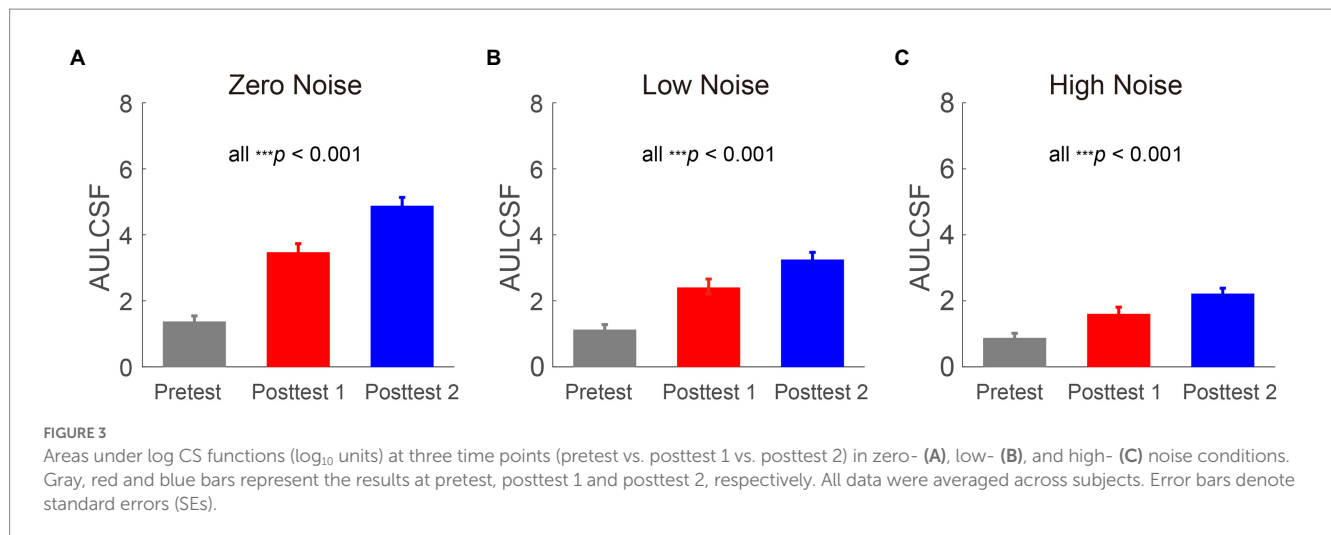 A
Zero Noise
8
all ***p < 0.001
6
AULCSF
4
2
0
Pretest Posttest 1 Posttest 2
B
Low Noise
8
all ***p < 0.001
6
AULCSF
4
2
0
Pretest Posttest 1 Posttest 2
C
High Noise
8
all ***p < 0.001
6
AULCSF
4
2
0
Pretest Posttest 1 Posttest 2
FIGURE 3
Areas under log CS functions (log₁₀ units) at three time points (pretest vs. posttest 1 vs. posttest 2) in zero- (A), low- (B), and high- (C) noise conditions.
Gray, red and blue bars represent the results at pretest, posttest 1 and posttest 2, respectively. All data were averaged across subjects. Error bars denote
standard errors (SEs).